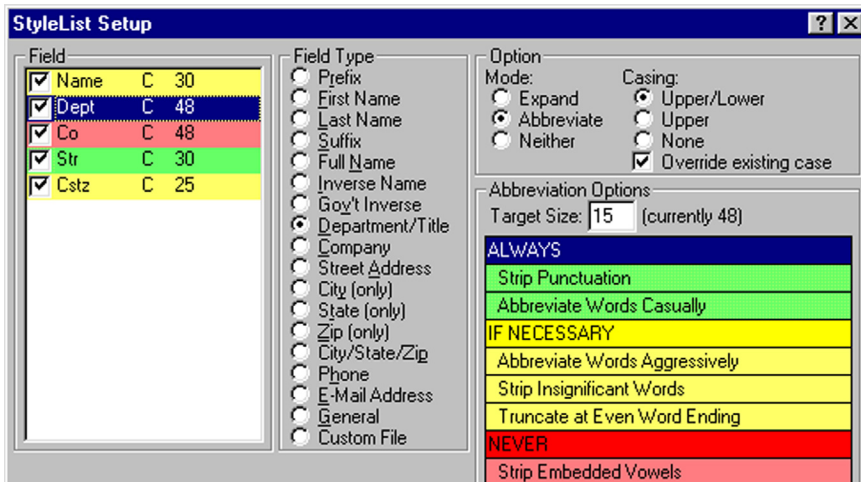 StyleList Setup
Field
Name C 30
Dept C 48
Co C 48
Str C 30
Cstz C 25
Field Type
Prefix
First Name
Last Name
Suffix
Full Name
Inverse Name
Gov't Inverse
Department/Title
Company
Street Address
City (only)
State (only)
Zip (only)
City/State/Zip
Phone
E-Mail Address
General
Custom File
Option
Mode:
Expand
Abbreviate
Neither
Casing:
Upper/Lower
Upper
None
Override existing case
Abbreviation Options
Target Size: 15 (currently 48)
ALWAYS
Strip Punctuation
Abbreviate Words Casually
IF NECESSARY
Abbreviate Words Aggressively
Strip Insignificant Words
Truncate at Even Word Ending
NEVER
Strip Embedded Vowels